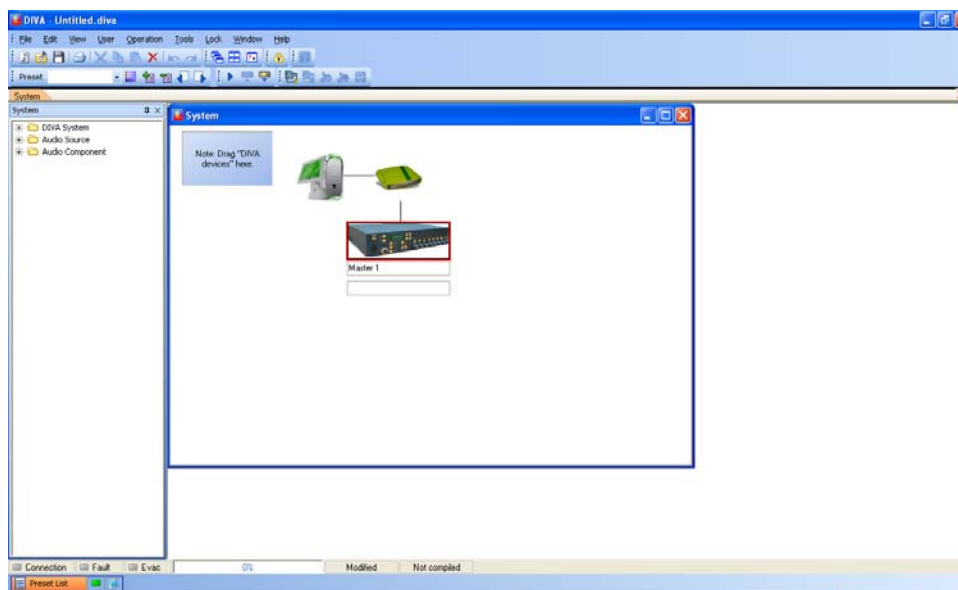 DIVA - Untitled.diva
File Edit View User Operation Tools Lock Window Help
Preset
System
System
DIVA System
Audio Source
Audio Component
System
Note: Drag "DIVA
devices" here.
Master 1
Connection Fault Evac 0% Modified Not compiled
Preset List